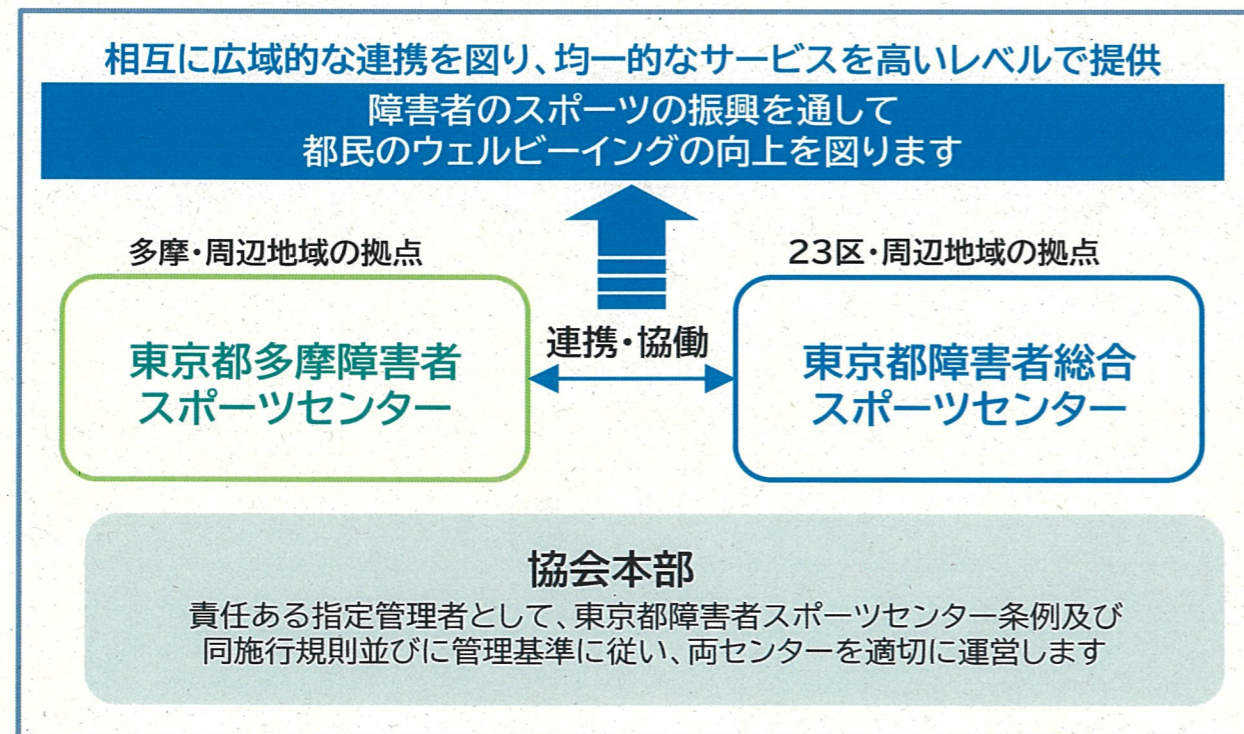 相互に広域的な連携を図り、均一的なサービスを高いレベルで提供
障害者のスポーツの振興を通して
都民のウェルビーイングの向上を図ります
多摩・周辺地域の拠点
東京都多摩障害者
スポーツセンター
連携・協働
23区・周辺地域の拠点
東京都障害者総合
スポーツセンター
協会本部
責任ある指定管理者として、東京都障害者スポーツセンター条例及び
同施行規則並びに管理基準に従い、両センターを適切に運営します